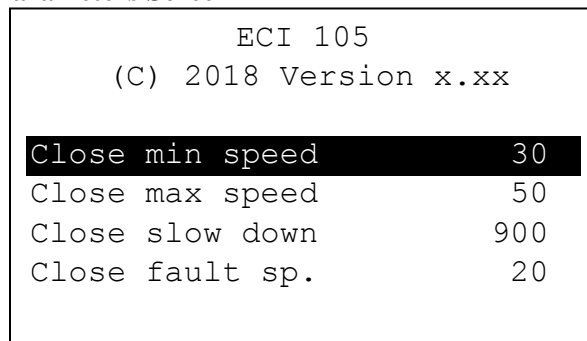 ECI 105
(C) 2018 Version x.xx
Close min speed 30
Close max speed 50
Close slow down 900
Close fault sp. 20